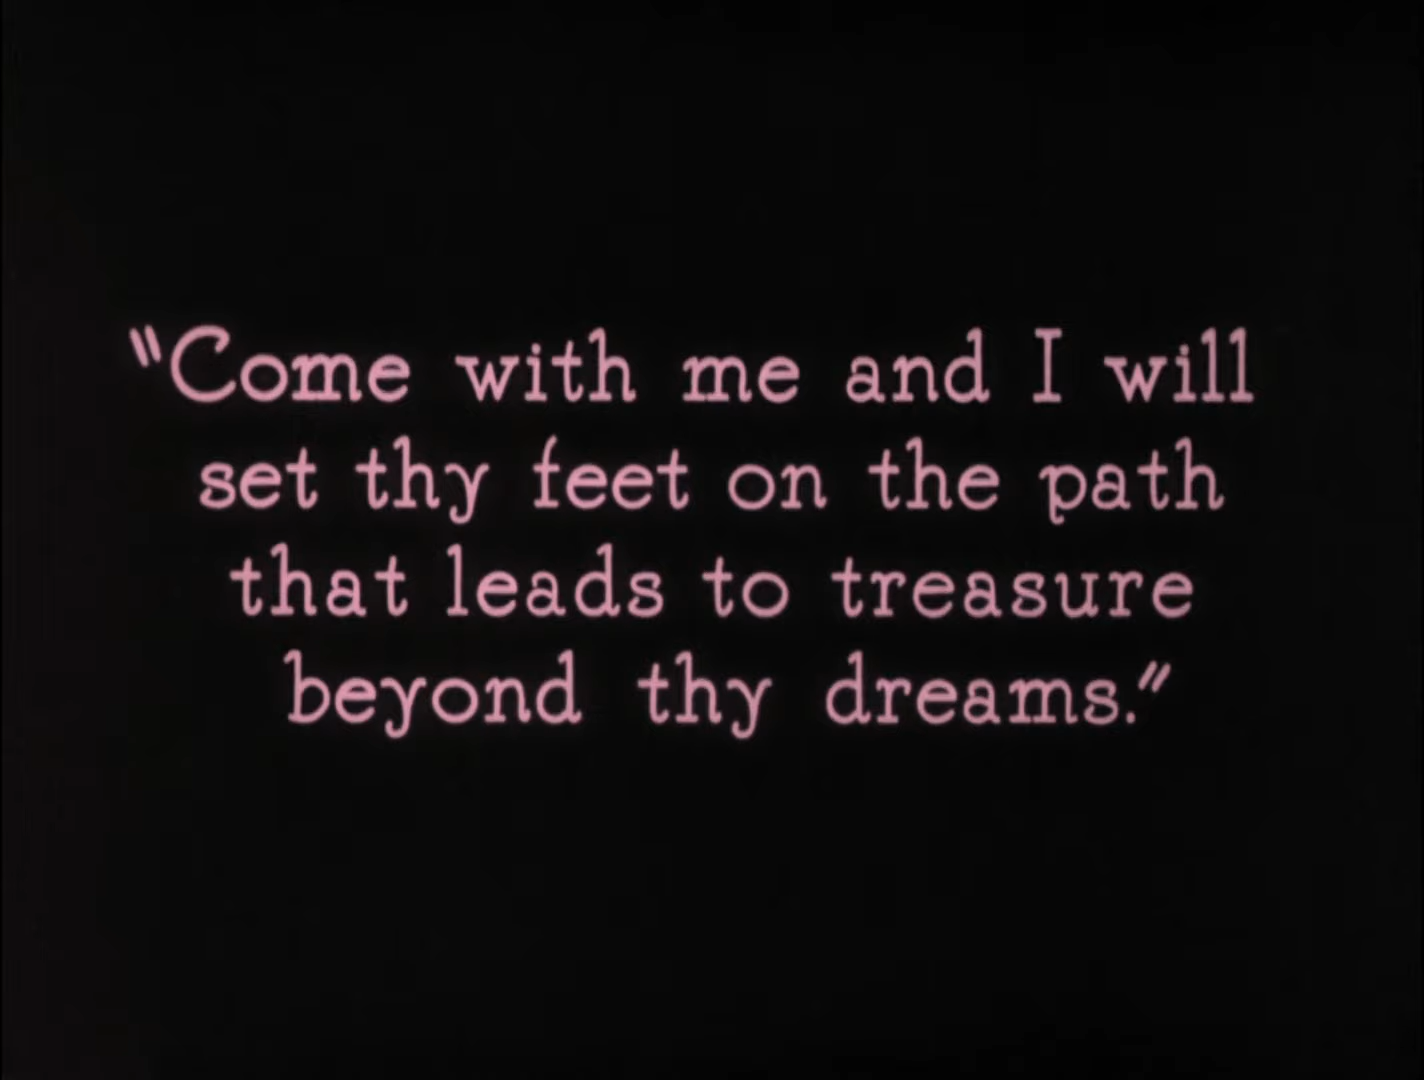 "Come with me and I will
set thy feet on the path
that leads to treasure
beyond thy dreams."